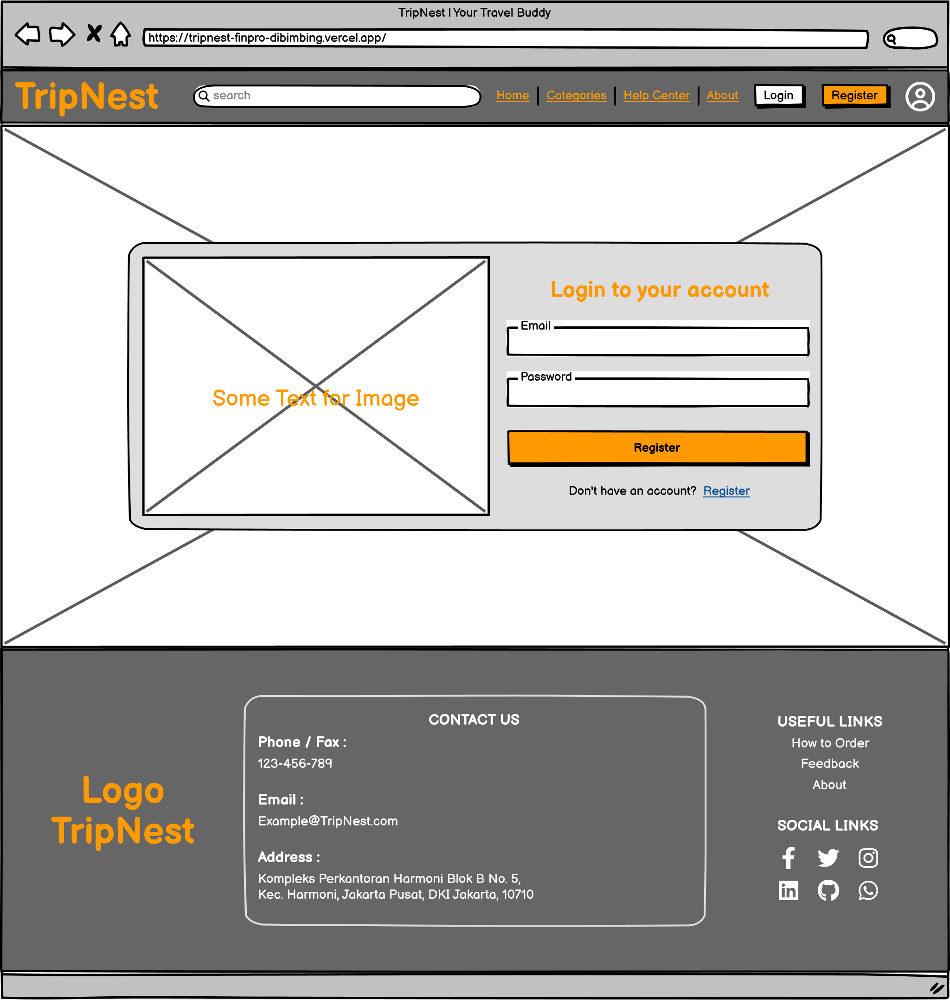 TripNest | Your Travel Buddy
https://tripnest-finpro-dibimbing.vercel.app/
TripNest
search
Home
Categories
Help Center
About
Login
Register
Login to your account
Email
Password
Some Text for Image
Register
Don't have an account? Register
Logo
TripNest
CONTACT US
Phone / Fax :
123-456-789
Email :
Example@TripNest.com
Address :
Kompleks Perkantoran Harmoni Blok B No. 5,
Kec. Harmoni, Jakarta Pusat, DKI Jakarta, 10710
USEFUL LINKS
How to Order
Feedback
About
SOCIAL LINKS